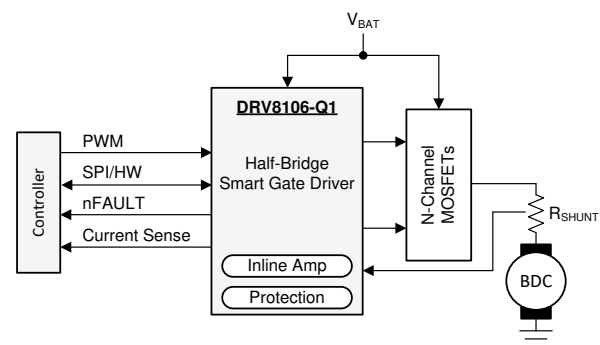 VBAT
DRV8106-Q1
Half-Bridge
Smart Gate Driver
Inline Amp
Protection
Controller
PWM
SPI/HW
nFAULT
Current Sense
N-Channel
MOSFETs
RSHUNT
BDC